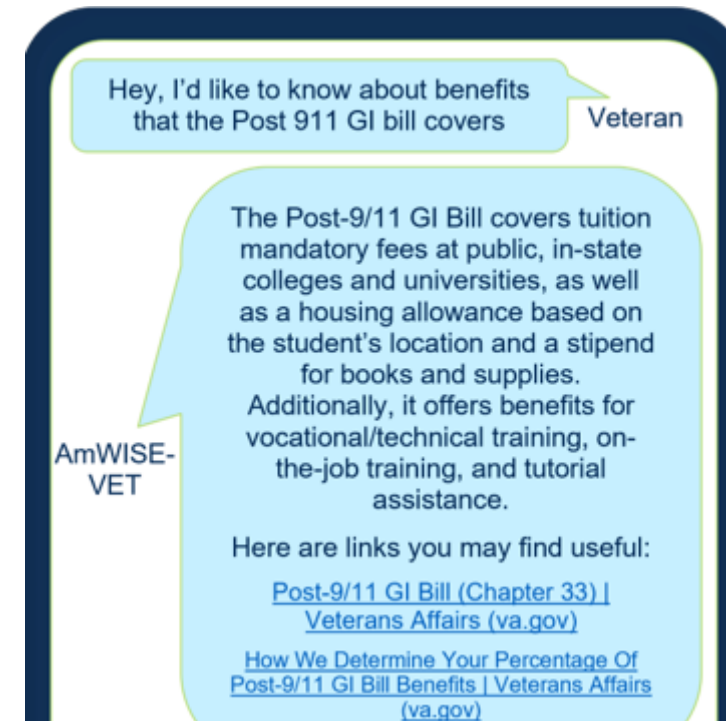 Hey, I'd like to know about benefits
that the Post 911 GI bill covers
Veteran
The Post-9/11 GI Bill covers tuition
mandatory fees at public, in-state
colleges and universities, as well
as a housing allowance based on
the student's location and a stipend
for books and supplies.
Additionally, it offers benefits for
vocational/technical training, on-
the-job training, and tutorial
assistance.
AmWISE-
VET
Here are links you may find useful:
Post-9/11 GI Bill (Chapter 33) |
Veterans Affairs (va.gov)
How We Determine Your Percentage Of
Post-9/11 GI Bill Benefits | Veterans Affairs
(va.gov)